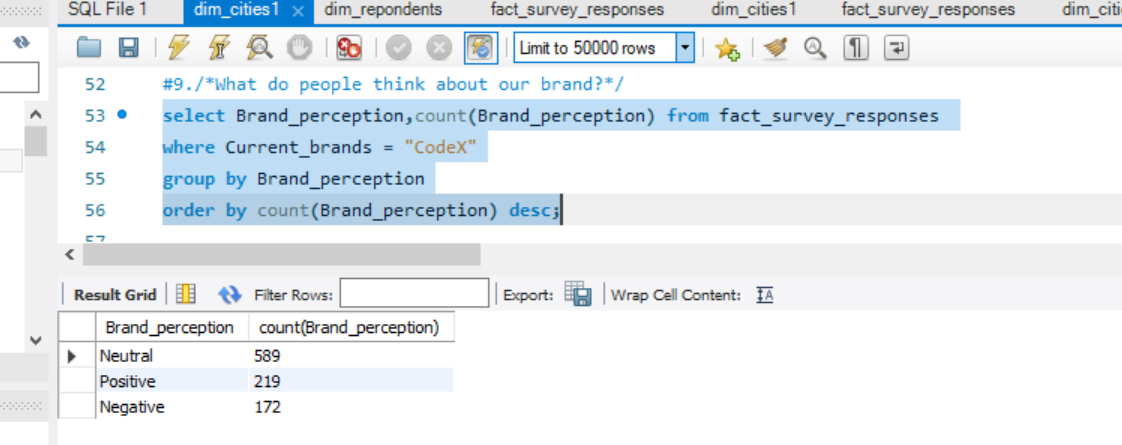 SQL File 1 dim_cities1 × dim_repondents fact_survey_responses dim_cities1 fact_survey_responses
Limit to 50000 rows
52 #9./*What do people think about our brand?*/
53 select Brand_perception,count(Brand_perception) from fact_survey_responses
54 where Current_brands = "CodeX"
55 group by Brand_perception
56 order by count(Brand_perception) desc;
57
Result Grid Filter Rows: Export: Wrap Cell Content:
Brand_perception count(Brand_perception)
Neutral 589
Positive 219
Negative 172